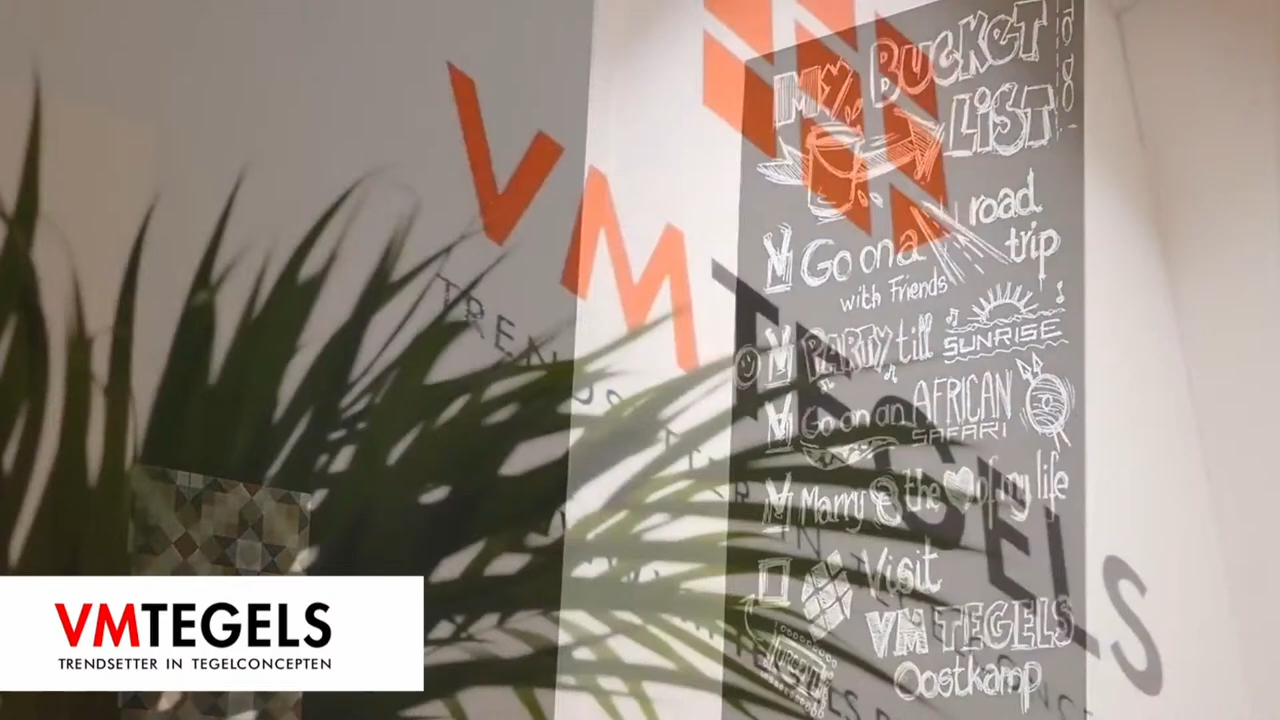 MY BUCKET
LIST
Go on a road
trip
with Friends
PARTY till SUNRISE
Go on an AFRICAN
SAFARI
Marry the of my life
Visit
VM TEGELS
Oostkamp
URGENT
VM TEGELS
VMTEGELS
TRENDSETTER IN TEGELCONCEPTEN